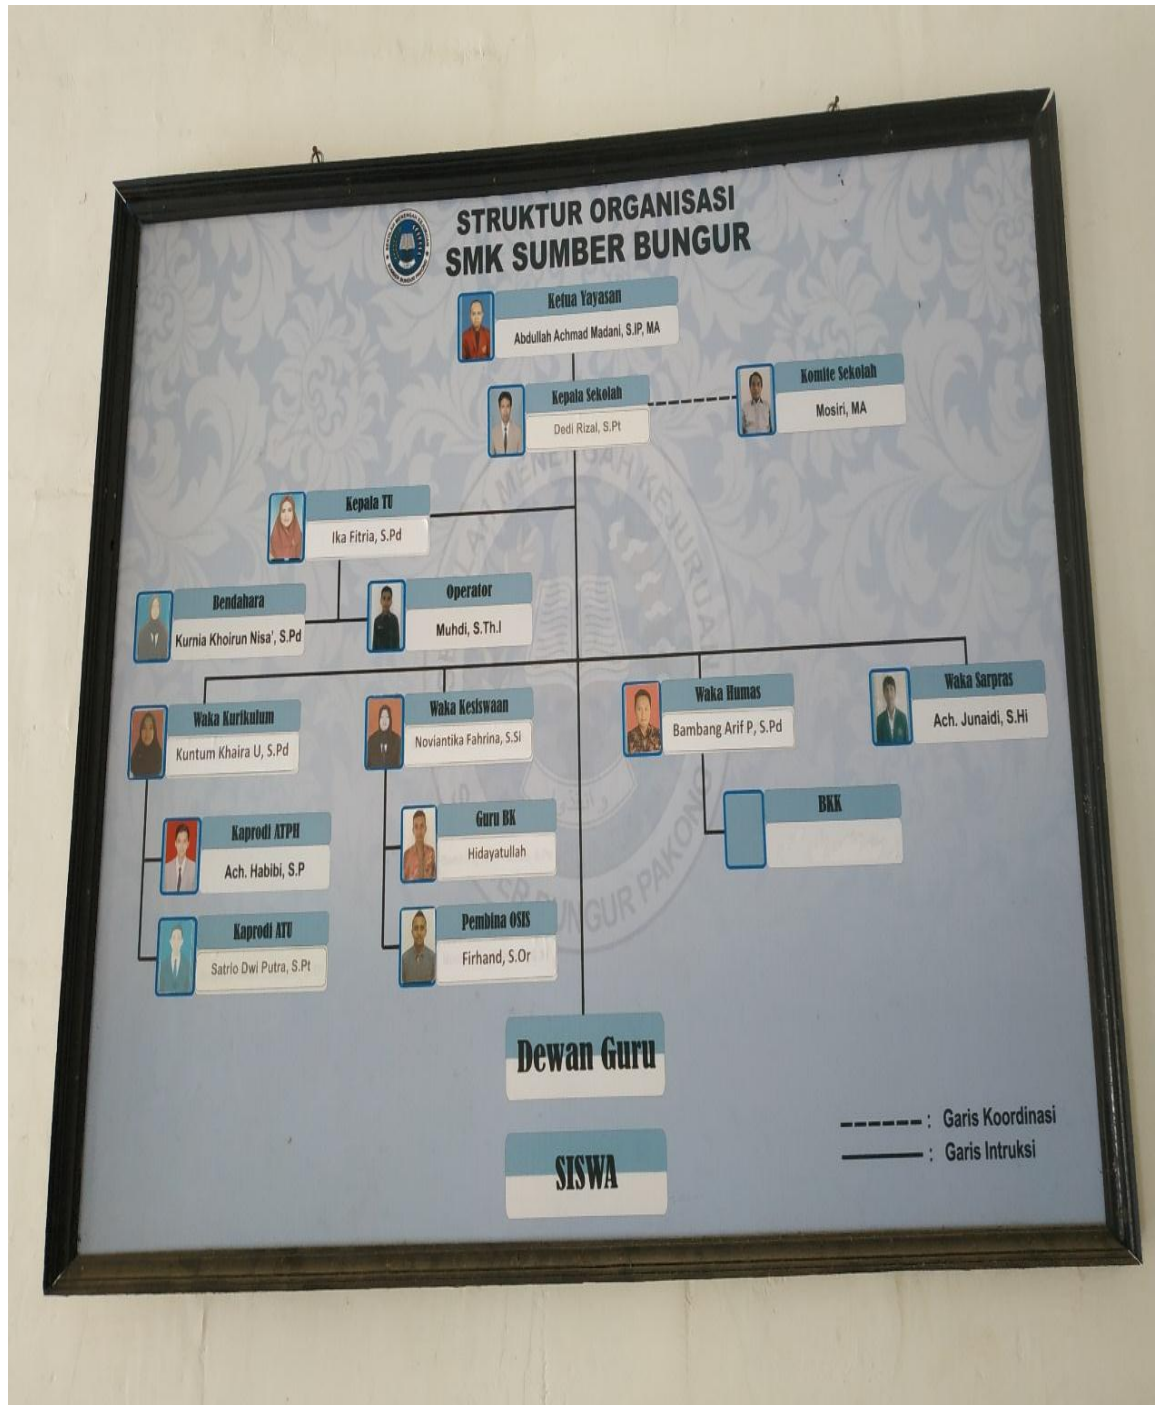 STRUKTUR ORGANISASI
SMK SUMBER BUNGUR
Ketua Yayasan
Abdullah Achmad Madani, S.IP, MA
Kepala Sekolah
Dedi Rizal, S.Pt
Komite Sekolah
Mosiri, MA
Kepala TU
Ika Fitria, S.Pd
Bendahara
Kurnia Khoirun Nisa', S.Pd
Operator
Muhdi, S.Th.I
Waka Kurikulum
Kuntum Khaira U, S.Pd
Waka Kesiswaan
Noviantika Fahrina, S.Si
Waka Humas
Bambang Arif P, S.Pd
Waka Sarpras
Ach. Junaidi, S.Hi
Kaprodi ATPH
Ach. Habibi, S.P
Guru BK
Hidayatullah
BKK
Kaprodi ATU
Satrio Dwi Putra, S.Pt
Pembina OSIS
Firhand, S.Or
Dewan Guru
SISWA
: Garis Koordinasi
: Garis Intruksi
MENENGAH KEJURUAN
BUNGUR PAKONG